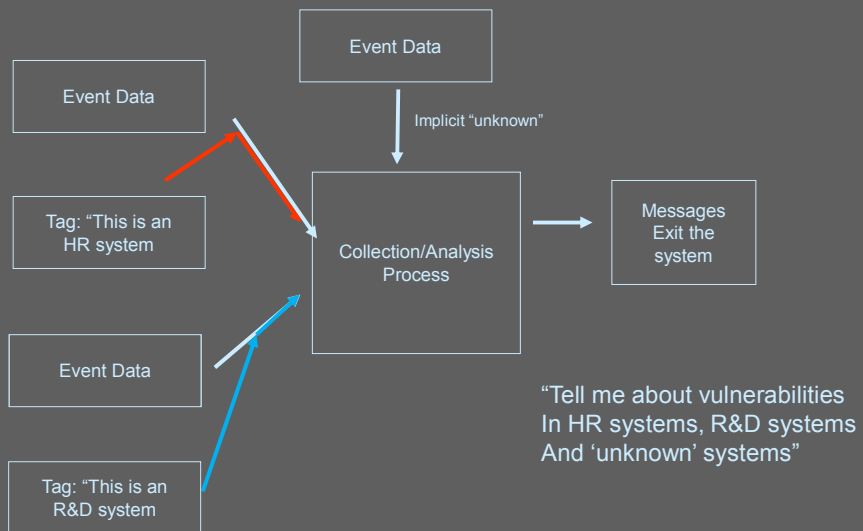 Event Data
Event Data
Implicit “unknown”
Tag: “This is an
HR system
Collection/Analysis
Process
Messages
Exit the
system
Event Data
“Tell me about vulnerabilities
In HR systems, R&D systems
And ‘unknown’ systems”
Tag: “This is an
R&D system